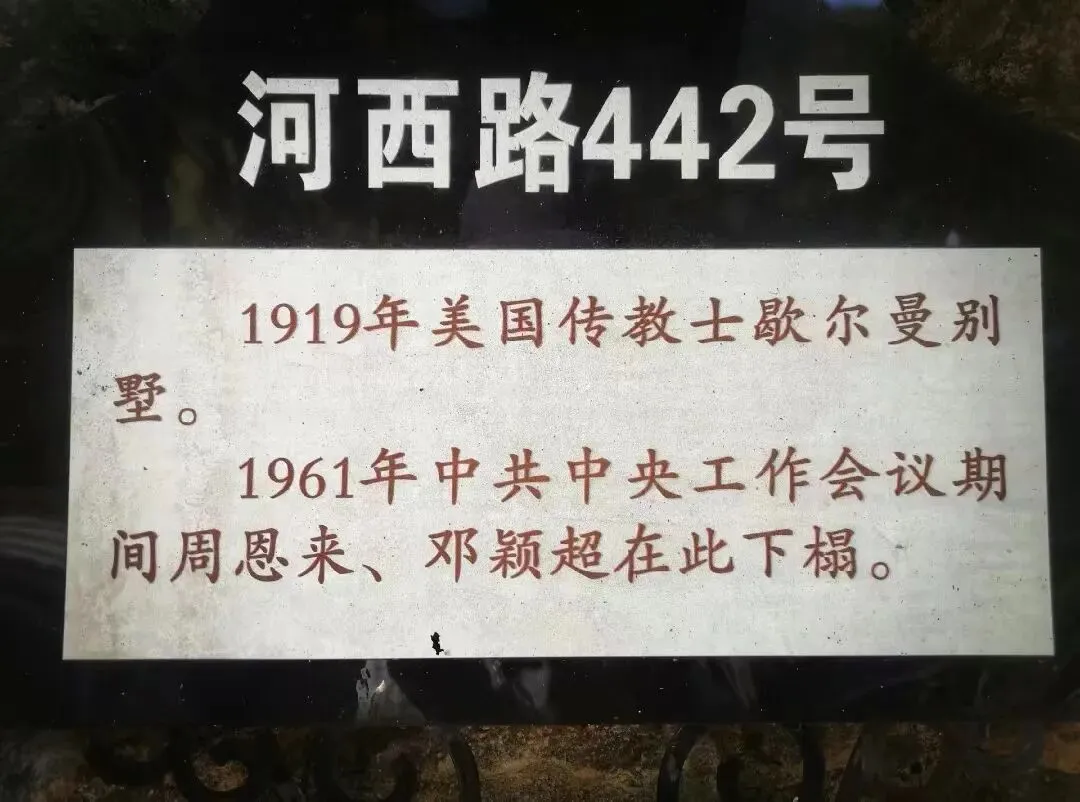 河西路442号
1919年美国传教士歇尔曼别
墅。
1961年中共中央工作会议期
间周恩来、邓颖超在此下榻。